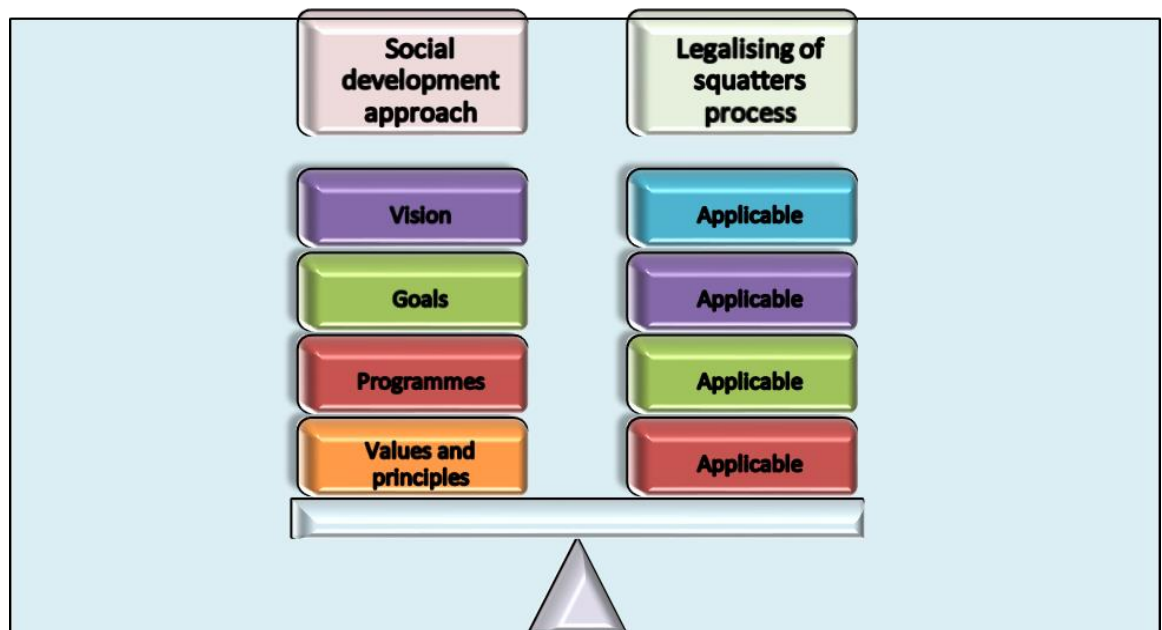 Social
development
approach
Legalising of
squatters
process
Vision
Applicable
Goals
Applicable
Programmes
Applicable
Values and
principles
Applicable